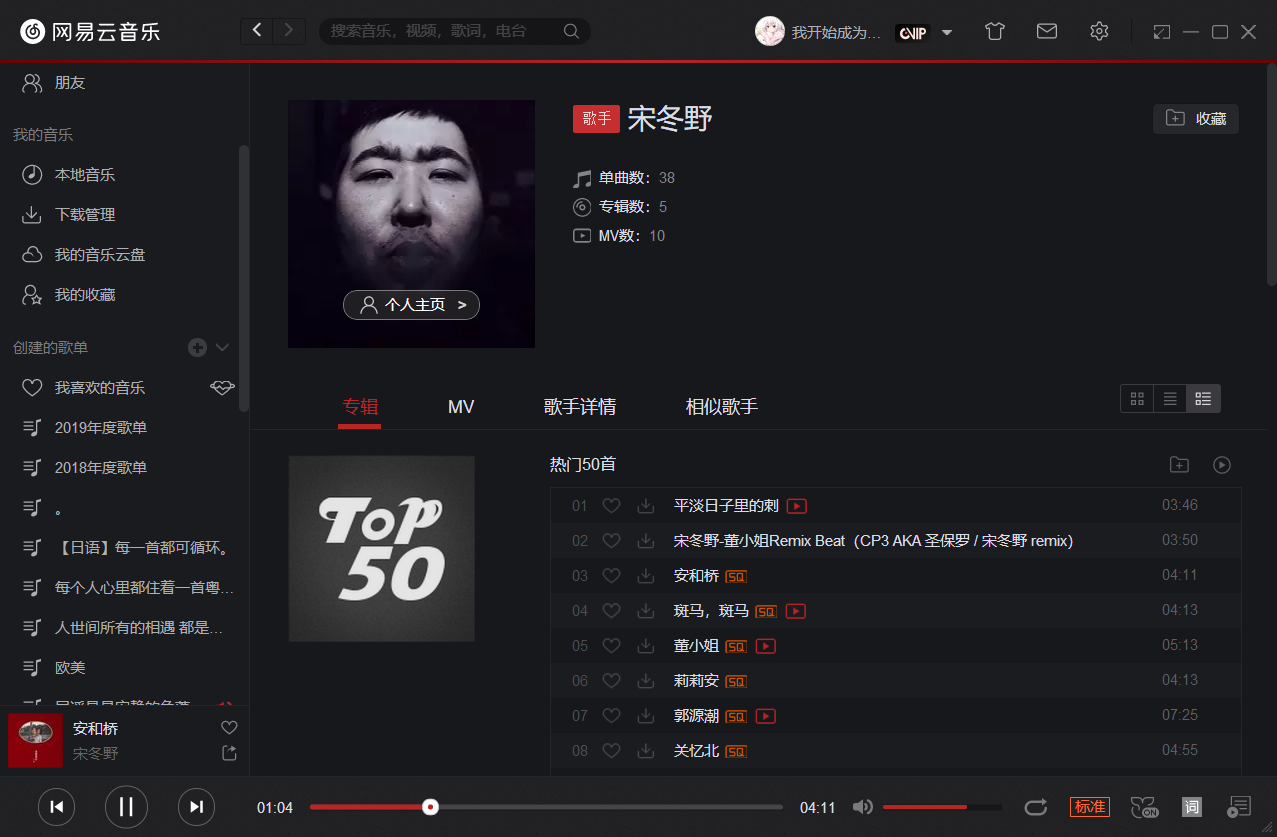 网易云音乐
搜索音乐，视频，歌词，电台
我开始成为...
VIP
朋友
我的音乐
本地音乐
下载管理
我的音乐云盘
我的收藏
创建的歌单
我喜欢的音乐
2019年度歌单
2018年度歌单
。
【日语】每一首都可循环。
每个人心里都住着一首粤...
人世间所有的相遇 都是...
欧美
安和桥
宋冬野
歌手 宋冬野
收藏
单曲数：38
专辑数：5
MV数：10
个人主页 >
专辑 MV 歌手详情 相似歌手
TOP
50
热门50首
01 平淡日子里的刺 03:46
02 宋冬野-董小姐Remix Beat（CP3 AKA 圣保罗 / 宋冬野 remix） 03:50
03 安和桥 SQ 04:11
04 斑马，斑马 SQ 04:13
05 董小姐 SQ 05:13
06 莉莉安 SQ 04:13
07 郭源潮 SQ 07:25
08 关忆北 SQ 04:55
01:04 04:11 标准 ON 词